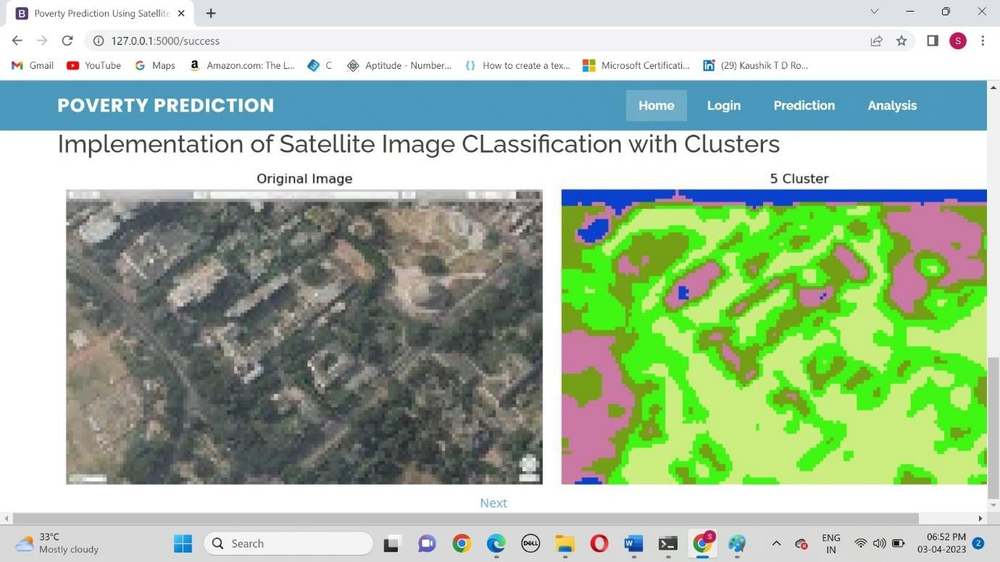 B Poverty Prediction Using Satellite
127.0.0.1:5000/success
S
Gmail YouTube Maps Amazon.com: The L... C Aptitude - Number... How to create a tex... Microsoft Certificati... (29) Kaushik T D Ro...
POVERTY PREDICTION Home Login Prediction Analysis
Implementation of Satellite Image CLassification with Clusters
Original Image 5 Cluster
Next
33°C
Mostly cloudy
Search
DELL
S
ENG
IN
06:52 PM
03-04-2023
2